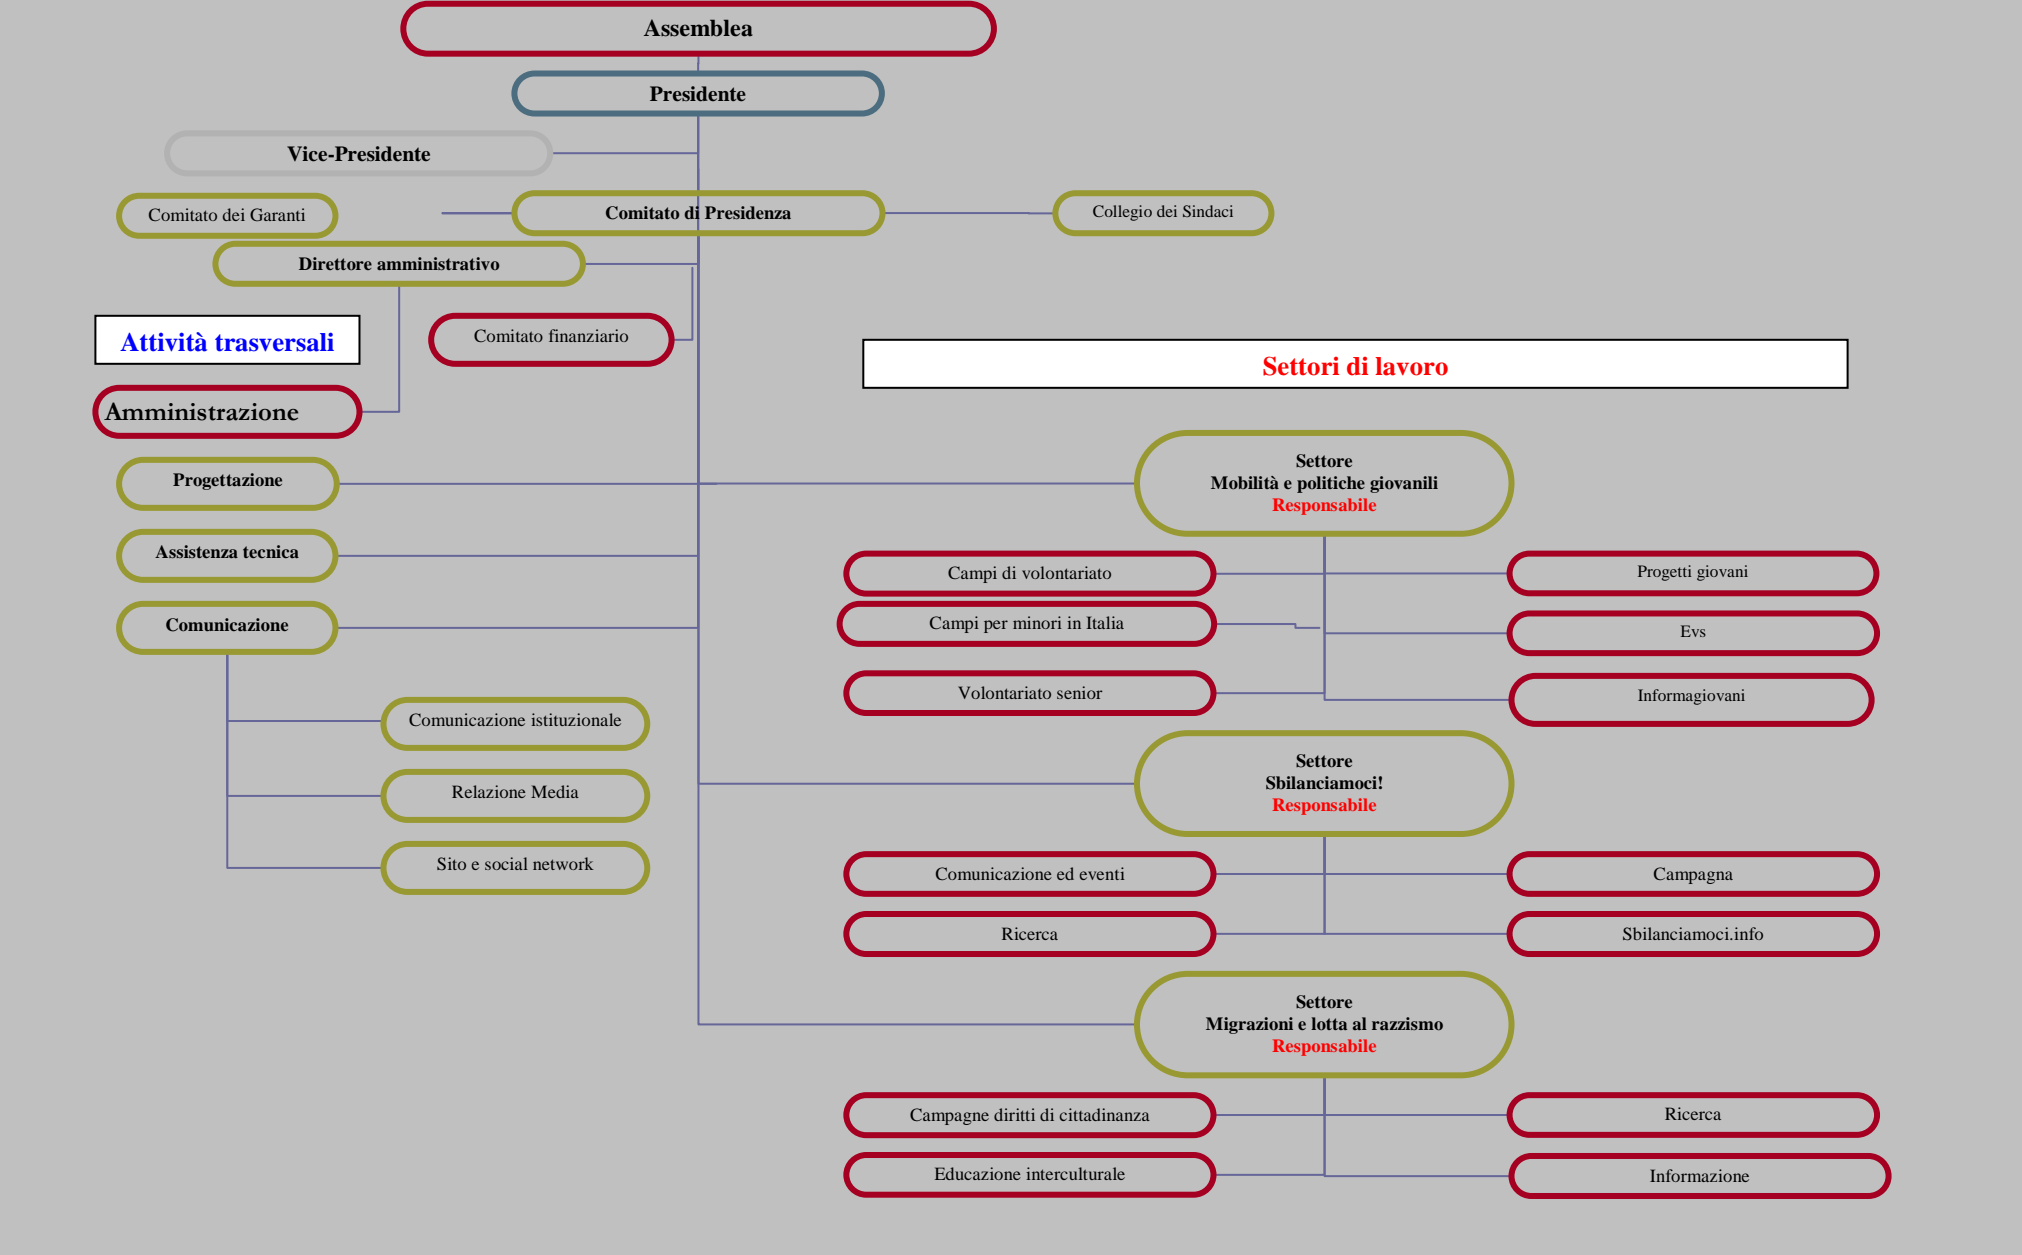 Assemblea
Presidente
Vice-Presidente
Comitato dei Garanti
Comitato di Presidenza
Collegio dei Sindaci
Direttore amministrativo
Comitato finanziario
Attività trasversali
Settori di lavoro
Amministrazione
Progettazione
Assistenza tecnica
Comunicazione
Comunicazione istituzionale
Relazione Media
Sito e social network
Settore
Mobilità e politiche giovanili
Responsabile
Campi di volontariato
Progetti giovani
Campi per minori in Italia
Evs
Volontariato senior
Informagiovani
Settore
Sbilanciamoci!
Responsabile
Comunicazione ed eventi
Campagna
Ricerca
Sbilanciamoci.info
Settore
Migrazioni e lotta al razzismo
Responsabile
Campagne diritti di cittadinanza
Ricerca
Educazione interculturale
Informazione